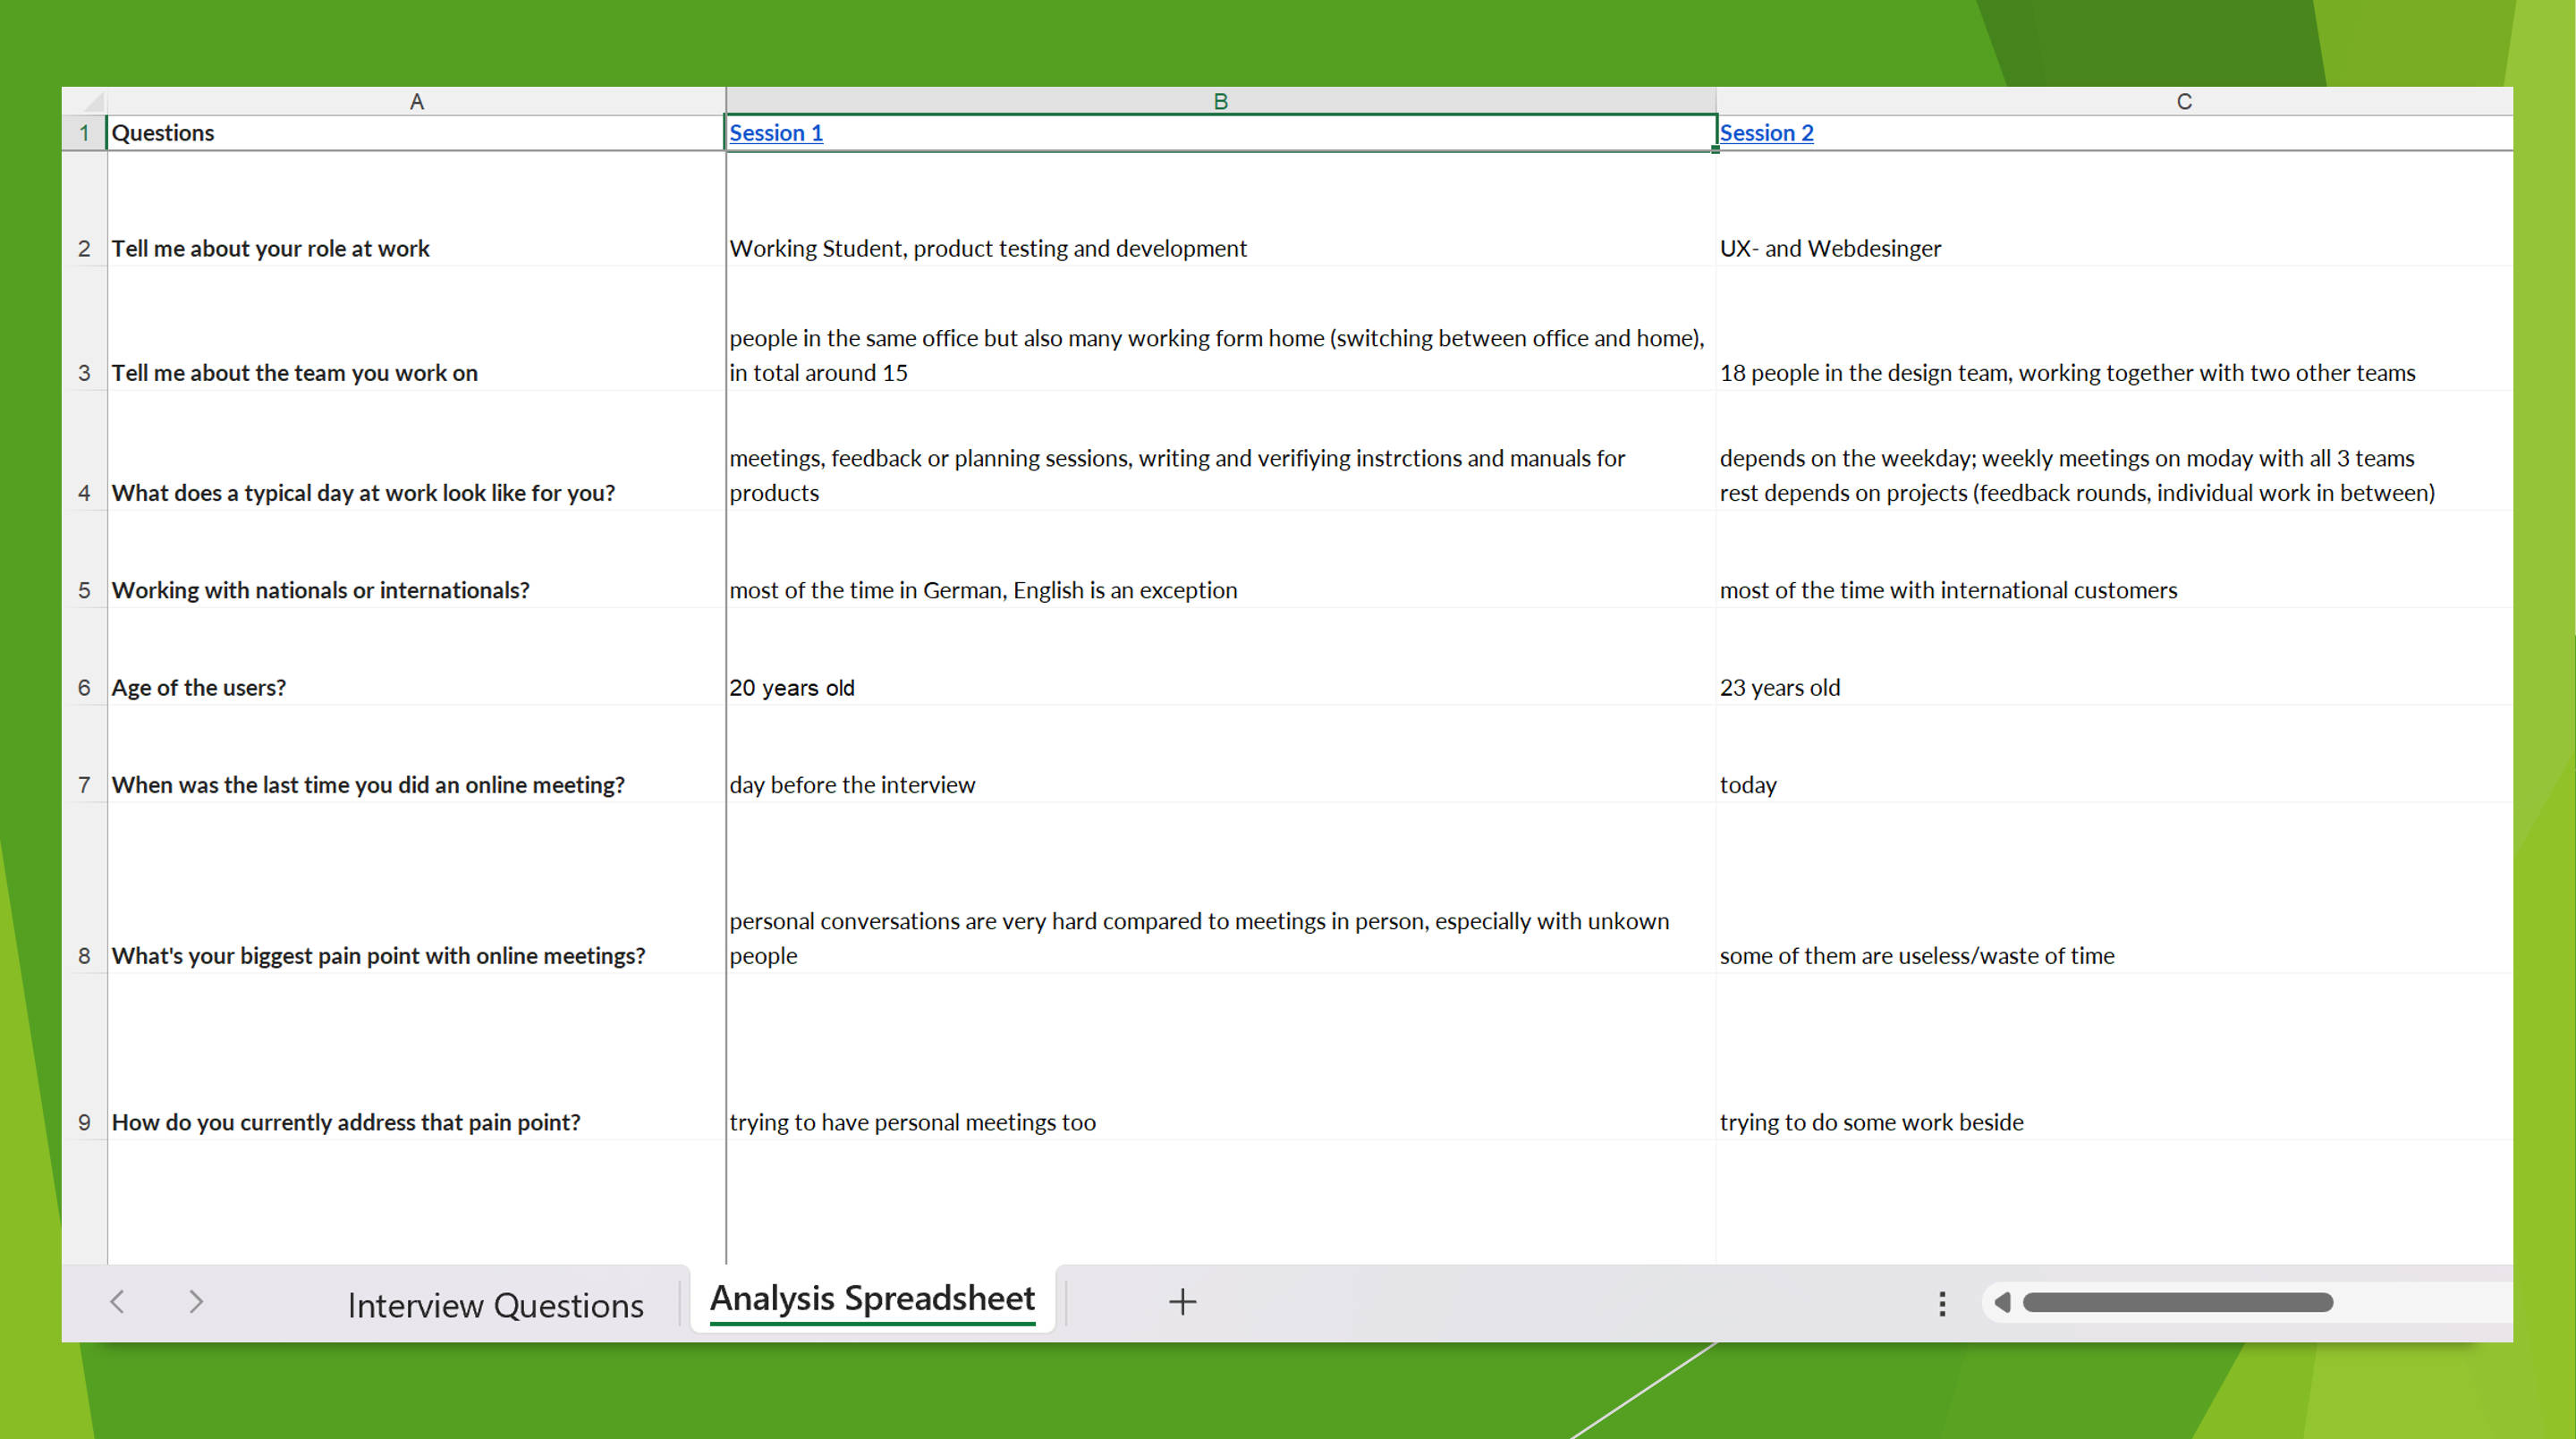 A B C
1 Questions Session 1 Session 2
2 Tell me about your role at work Working Student, product testing and development UX- and Webdesinger
people in the same office but also many working form home (switching between office and home),
3 Tell me about the team you work on in total around 15 18 people in the design team, working together with two other teams
meetings, feedback or planning sessions, writing and verifiying instrctions and manuals for depends on the weekday; weekly meetings on moday with all 3 teams
4 What does a typical day at work look like for you? products rest depends on projects (feedback rounds, individual work in between)
5 Working with nationals or internationals? most of the time in German, English is an exception most of the time with international customers
6 Age of the users? 20 years old 23 years old
7 When was the last time you did an online meeting? day before the interview today
personal conversations are very hard compared to meetings in person, especially with unkown
8 What's your biggest pain point with online meetings? people some of them are useless/waste of time
9 How do you currently address that pain point? trying to have personal meetings too trying to do some work beside
Interview Questions Analysis Spreadsheet